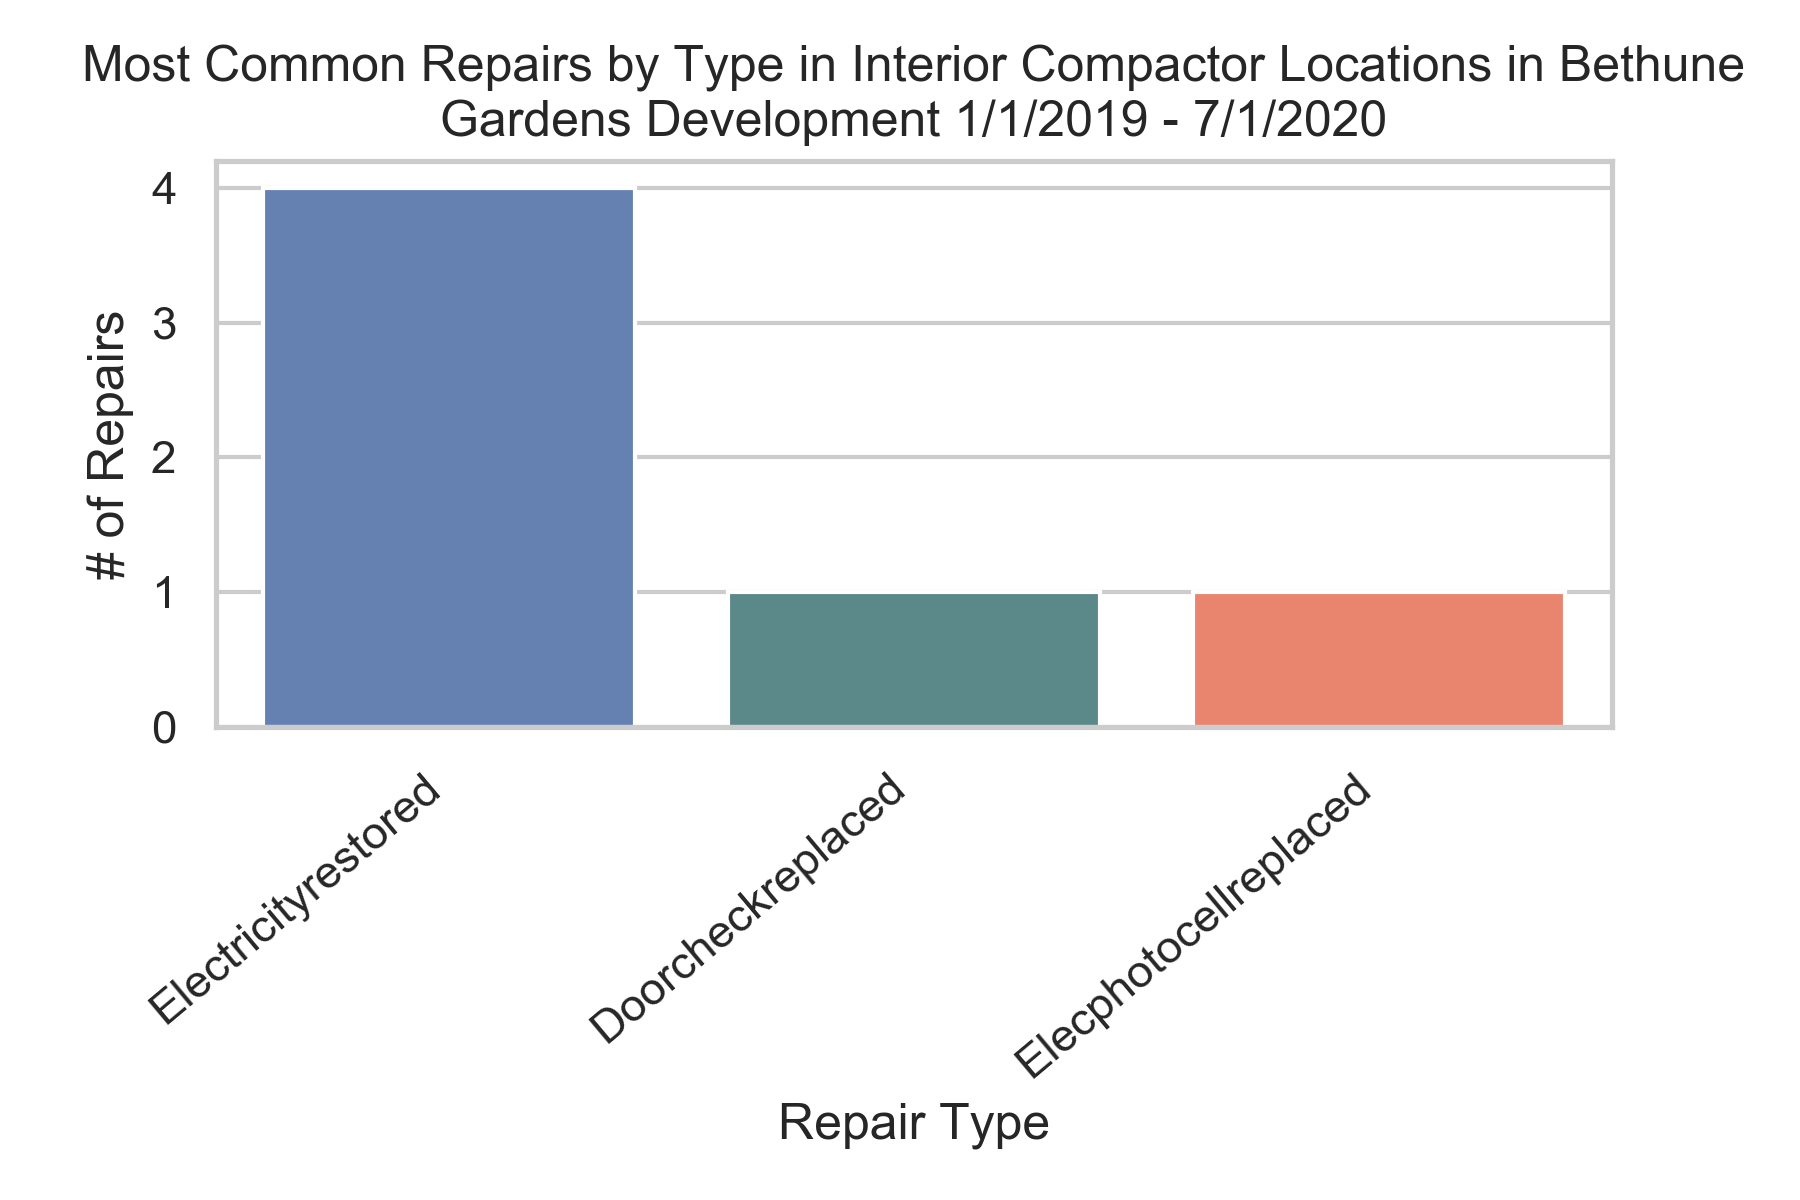 Most Common Repairs by Type in Interior Compactor Locations in Bethune
Gardens Development 1/1/2019 - 7/1/2020
# of Repairs
4
3
2
1
0
Electricityrestored
Doorcheckreplaced
Elecphotocellreplaced
Repair Type